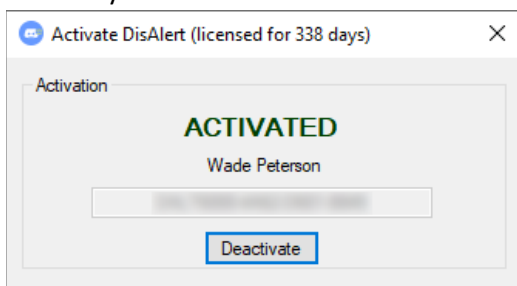 Activate DisAlert (licensed for 338 days)
Activation
ACTIVATED
Wade Peterson
Deactivate